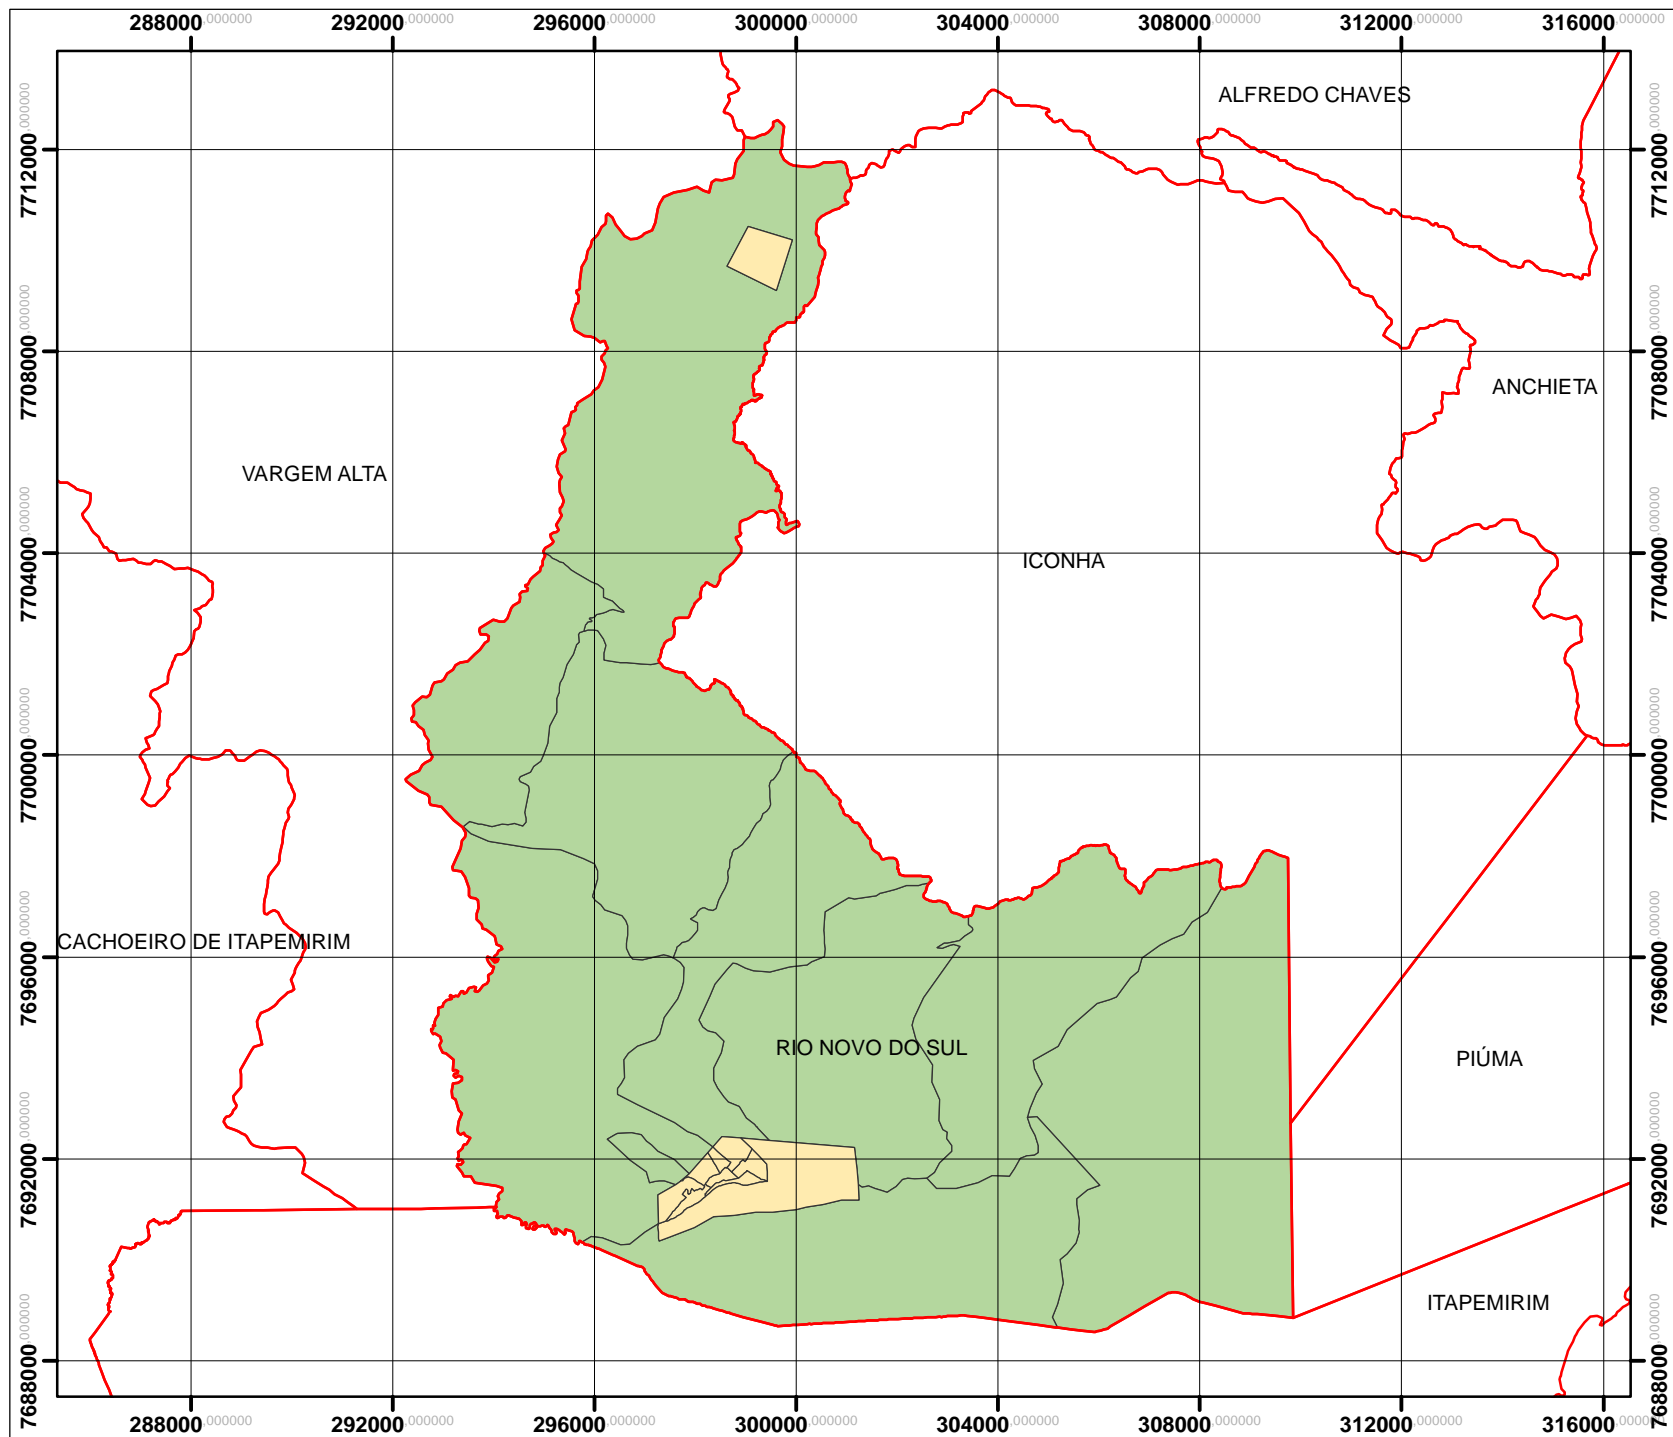 288000,000000 292000,000000 296000,000000 300000,000000 304000,000000 308000,000000 312000,000000 316000,000000
ALFREDO CHAVES
7712000,000000 7712000,000000
7708000,000000 7708000,000000
ANCHIETA
VARGEM ALTA
7704000,000000 7704000,000000
ICONHA
7700000,000000 7700000,000000
CACHOEIRO DE ITAPEMIRIM
7696000,000000 7696000,000000
RIO NOVO DO SUL
PIÚMA
7692000,000000 7692000,000000
ITAPEMIRIM
7688000,000000 7688000,000000
288000,000000 292000,000000 296000,000000 300000,000000 304000,000000 308000,000000 312000,000000 316000,000000